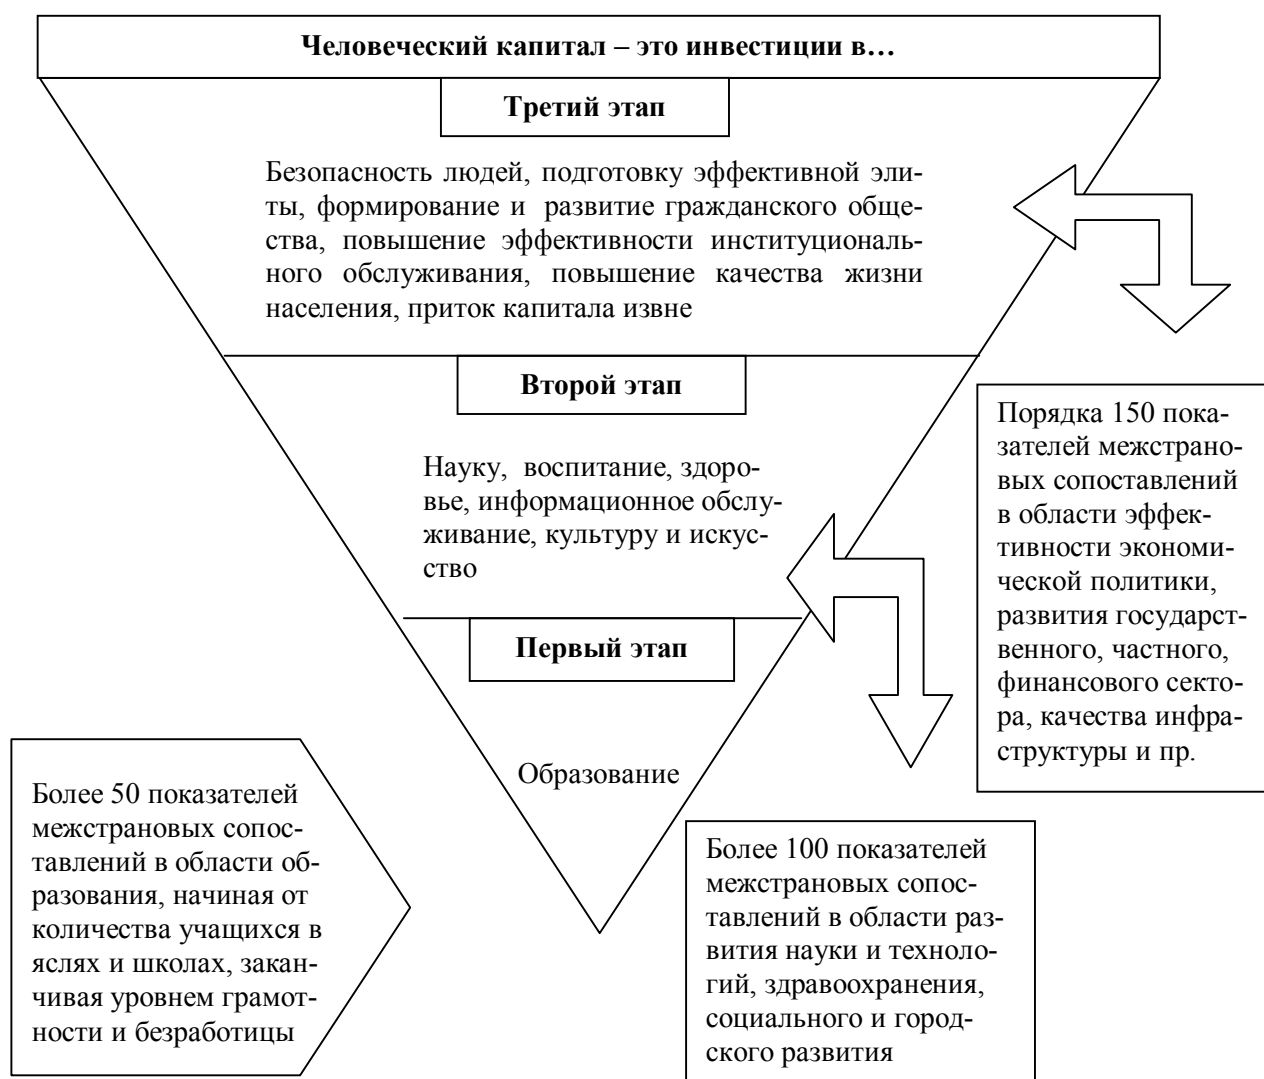 Человеческий капитал – это инвестиции в…
Третий этап
Безопасность людей, подготовку эффективной эли-
ты, формирование и развитие гражданского обще-
ства, повышение эффективности институциональ-
ного обслуживания, повышение качества жизни
населения, приток капитала извне
Второй этап
Науку, воспитание, здоро-
вье, информационное обслу-
живание, культуру и искус-
ство
Первый этап
Образование
Порядка 150 пока-
зателей межстрано-
вых сопоставлений
в области эффек-
тивности экономи-
ческой политики,
развития государст-
венного, частного,
финансового секто-
ра, качества инфра-
структуры и пр.
Более 50 показателей
межстрановых сопос-
тавлений в области об-
разования, начиная от
количества учащихся в
яслях и школах, закан-
чивая уровнем грамот-
ности и безработицы
Более 100 показателей
межстрановых сопос-
тавлений в области раз-
вития науки и техноло-
гий, здравоохранения,
социального и город-
ского развития